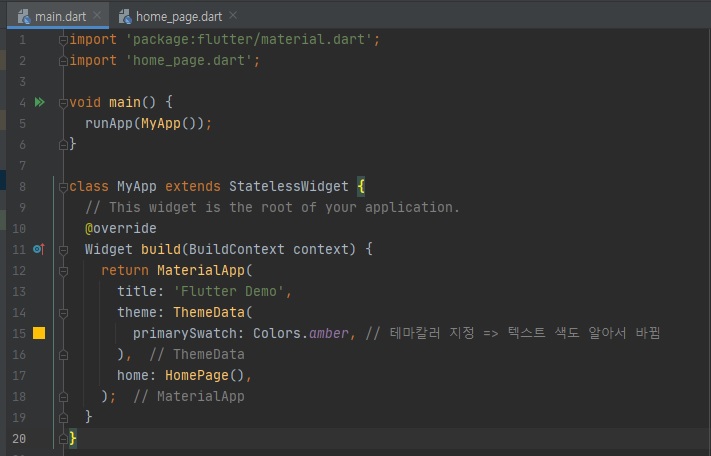 main.dart
home_page.dart
1 import 'package:flutter/material.dart';
2 import 'home_page.dart';
3
4 void main() {
5   runApp(MyApp());
6 }
7
8 class MyApp extends StatelessWidget {
9   // This widget is the root of your application.
10   @override
11   Widget build(BuildContext context) {
12     return MaterialApp(
13       title: 'Flutter Demo',
14       theme: ThemeData(
15         primarySwatch: Colors.amber, // 테마칼러 지정 => 텍스트 색도 알아서 바뀜
16       ), // ThemeData
17       home: HomePage(),
18     ); // MaterialApp
19   }
20 }